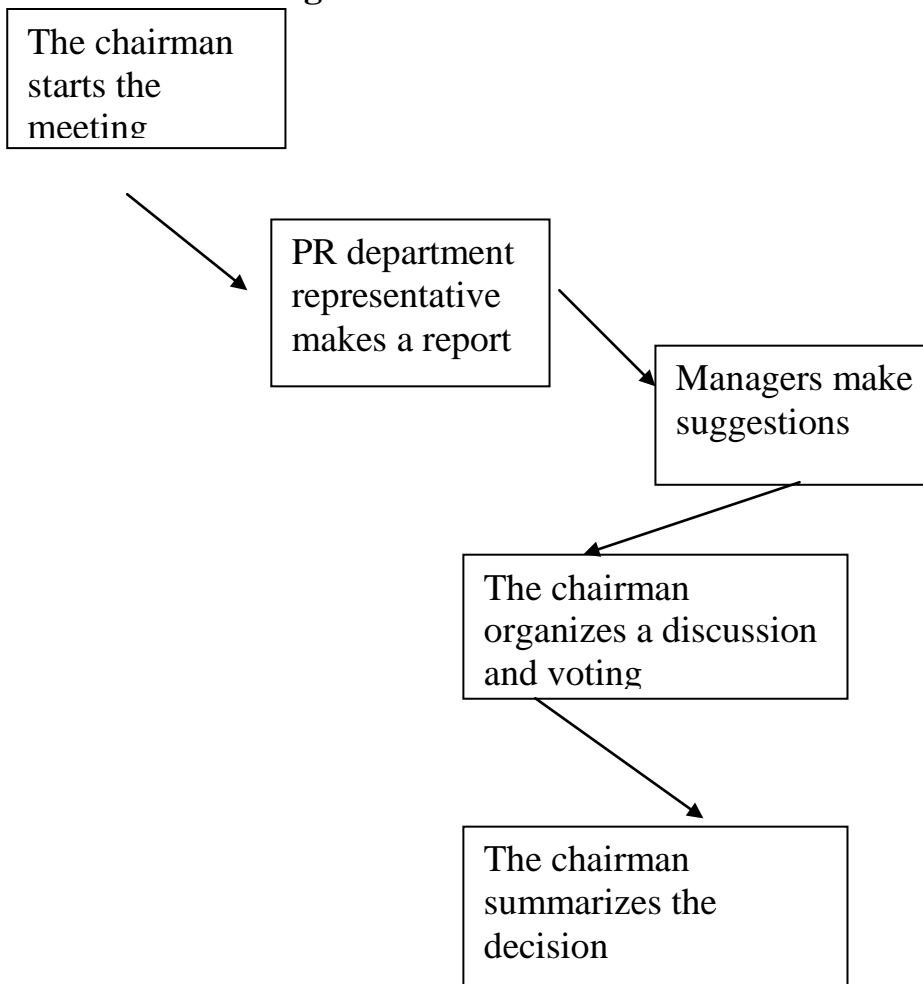 The chairman
starts the
meeting
PR department
representative
makes a report
Managers make
suggestions
The chairman
organizes a discussion
and voting
The chairman
summarizes the
decision